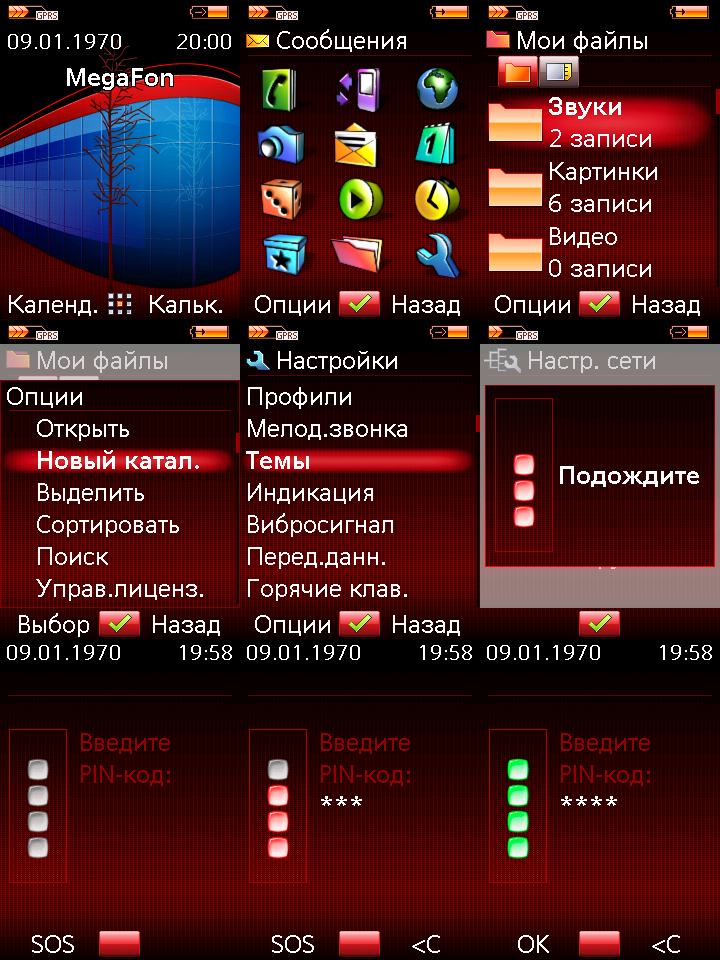 GPRS
09.01.1970 20:00
MegaFon
Календ. Кальк.
GPRS
Сообщения
1
Опции Назад
GPRS
Мои файлы
Звуки
2 записи
Картинки
6 записи
Видео
0 записи
Опции Назад
GPRS
Мои файлы
Опции
Открыть
Новый катал.
Выделить
Сортировать
Поиск
Управ.лиценз.
Выбор Назад
GPRS
Настройки
Профили
Мелод.звонка
Темы
Индикация
Вибросигнал
Перед.данн.
Горячие клав.
Опции Назад
GPRS
Настр. сети
Подождите
09.01.1970 19:58
Введите
PIN-код:
SOS
09.01.1970 19:58
Введите
PIN-код:
***
SOS <C
09.01.1970 19:58
Введите
PIN-код:
****
OK <C